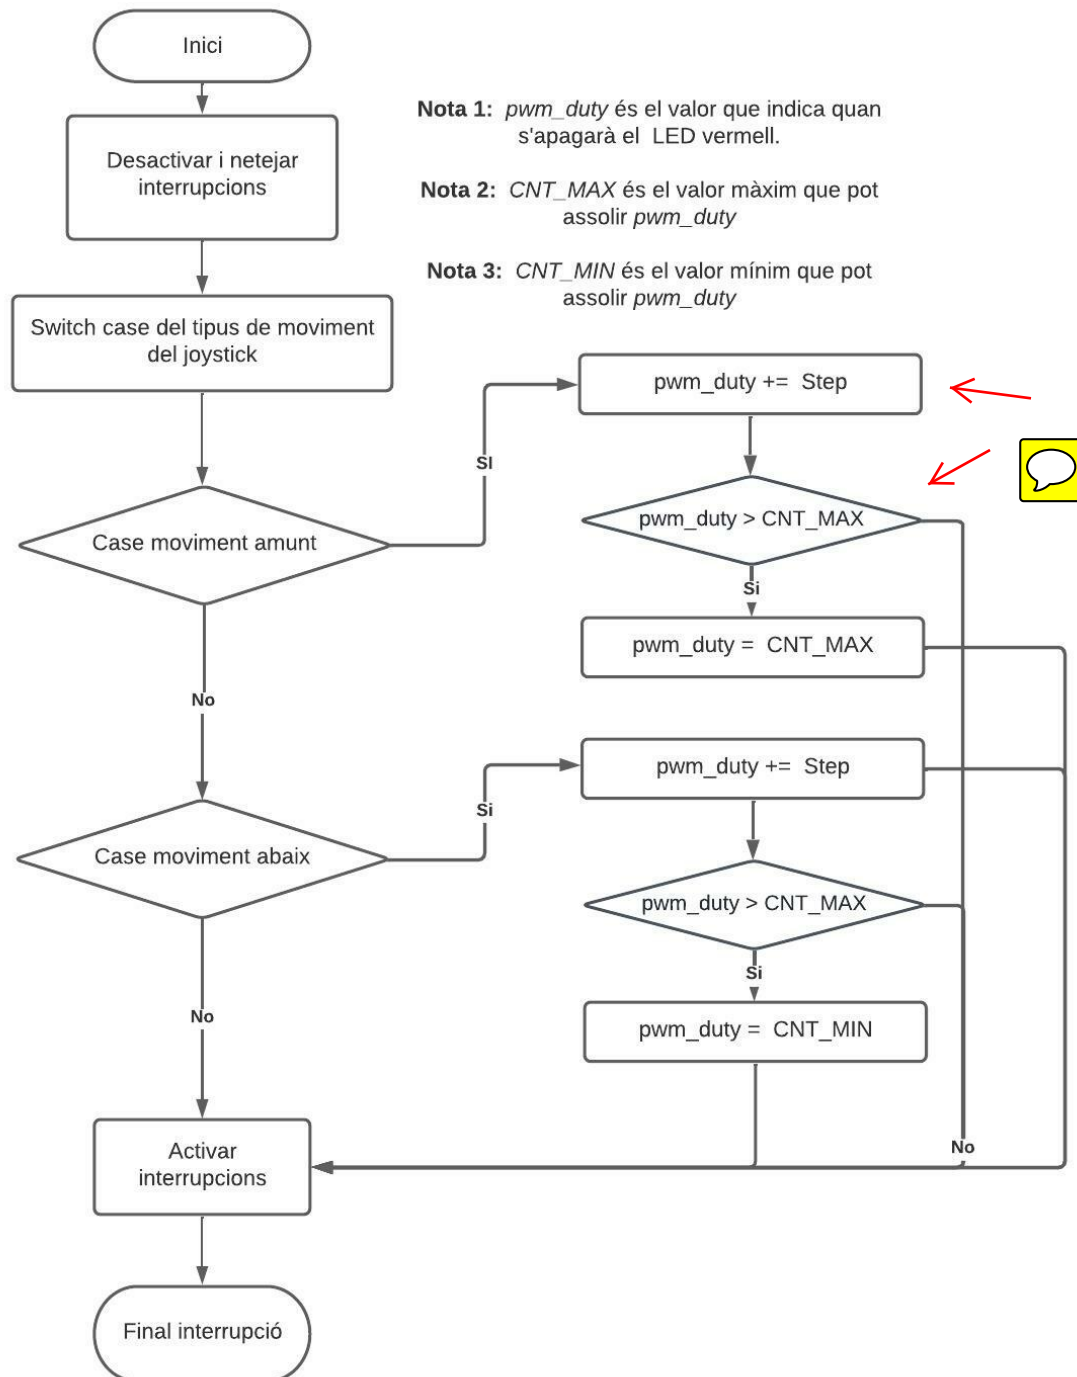 Inici
Desactivar i netejar
interrupcions
Nota 1: pwm_duty és el valor que indica quan
s'apagarà el LED vermell.
Nota 2: CNT_MAX és el valor màxim que pot
assolir pwm_duty
Nota 3: CNT_MIN és el valor mínim que pot
assolir pwm_duty
Switch case del tipus de moviment
del joystick
pwm_duty += Step
SI
pwm_duty > CNT_MAX
Case moviment amunt
Si
pwm_duty = CNT_MAX
No
pwm_duty += Step
Si
Case moviment abaix
pwm_duty > CNT_MAX
Si
No
pwm_duty = CNT_MIN
Activar
interrupcions
No
Final interrupció